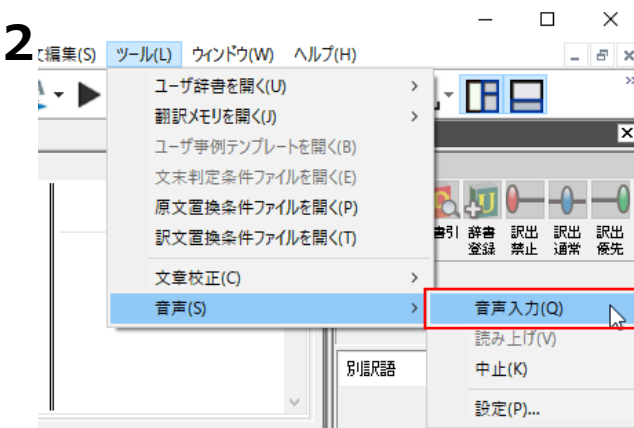 2
文編集(S) ツール(L) ウィンドウ(W) ヘルプ(H)
ユーザ辞書を開く(U)
翻訳メモリを開く(J)
ユーザ事例テンプレートを開く(B)
文末判定条件ファイルを開く(E)
原文置換条件ファイルを開く(P)
訳文置換条件ファイルを開く(T)
文章校正(C)
音声(S)
書引 辞書登録 訳出禁止 訳出通常 訳出優先
音声入力(Q)
読み上げ(V)
中止(K)
設定(P)...
別訳語